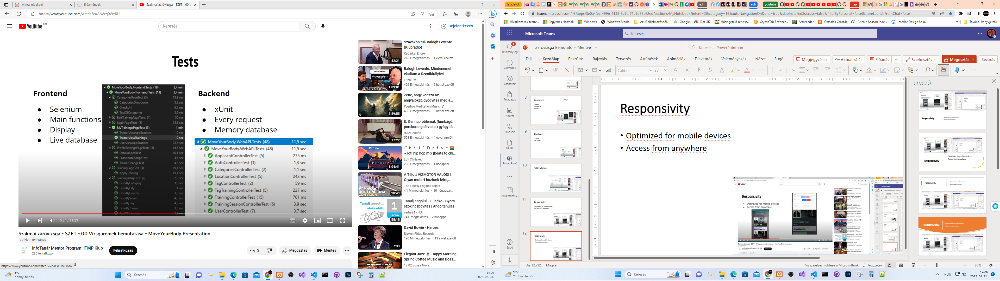 minta_oldal.pdf
Előzmények
Szakmai záróvizsga - SZFT - 00 V
https://www.youtube.com/watch?v=AAVxq0WvIJU
YouTube HU
Keresés
Bejelentkezés
Tests
Frontend
Selenium
Main functions
Display
Live database
MoveYourBody.Frontend.Tests (19) 3,4 min
MoveYourBody.Frontend.Tests (19) 3,4 min
CategoriesPageTest (3) 13,9 sec
CategoriesDropdown 3,3 sec
CheckUrl 6,6 sec
TextOfCategories 3,9 sec
EditTrainingPageTests (1) 50 sec
LoginPageTests (1) 15,3 sec
MyTrainingsPageTest (3) 1 min
TrainerViewApplications 19 sec
TrainerViewTrainings 19 sec
UserViewApplications 22,4 sec
ProfileSettingsPageTests (3) 18,8 sec
DataLoadedTest 10,1 sec
PasswordChangeTest 4,5 sec
TrainerChangeTest 4,3 sec
TrainingPageTest (1) 19,1 sec
ApplyTraining 19,1 sec
TrainingsPageTest (7) 27,9 sec
FilterByCategory 3,8 sec
FilterByCity 4 sec
FilterByCounty 3,8 sec
FilterBySearch 4,6 sec
FilterByTag 4,2 sec
FilterByTrainer 3,5 sec
Backend
xUnit
Every request
Memory database
MoveYourBody.WebAPI.Tests (48) 11,5 sec
MoveYourBody.WebAPI.Tests (48) 11,5 sec
ApplicantControllerTest (5) 275 ms
AuthControllerTest (1) 1,3 sec
CategoriesControllerTest (2) 1,1 sec
LocationControllerTest (5) 243 ms
TagControllerTest (2) 59 ms
TagTrainingControllerTest (5) 227 ms
TrainingControllerTest (15) 701 ms
TrainingSessionControllerTest (6) 3,9 sec
UserControllerTest (7) 3,7 sec
5:24 / 11:23
Szakmai záróvizsga - SZFT - 00 Vizsgaremek bemutatása - MoveYourBody Presentation
Nem nyilvános
InfoTanár Mentor Program: ITMP Klub
286 feliratkozó
Feliratkozás
5
Megosztás
Mentés
https://www.youtube.com/watch?v=o4eYeHMErMw
Szavakon túl- Balogh Levente (Klubrádió)
Kadarkai Endre
216 E megtekintés • 1 évvel ezelőtt
52:21
Balogh Levente: Mindenemet eladtam a Szentkirályiért
Frizbi TV
426 E megtekintés • 2 héttel ezelőtt
1:09:01
Zene, hogy vonzza az angyalokat, gyógyítsa meg a...
Positive Meditation Music
486 E megtekintés • 3 héttel ezelőtt
3:59:55
8. Gerincproblémák (lumbágó, porckorongsérv stb.) gyógyítá...
Rulek Zoltán
558 E megtekintés • 4 évvel ezelőtt
17:22
ChillDrive
C h i l l D r i v e
~ lofi hip hop mix [beats to chi...
Lofi Chillaxed
208 E megtekintés • 1 hónappal...
1:04:41
A Tiltott VÍZMOTOR VALÓDI | Olyan motort hoztunk létre,...
The Liberty Engine Project
4,1 M megtekintés • 10 hónappal...
ELECTRÓLISIS:
EL MOTOR
QUE FUNCIONA
CON AGUA
20:49
Tanulj angolul
alvás előtt
1
Lecke
55:15
Tanulj angolul - 1. lecke - Gyors szókincsbővítés | Angoltanulás
verba24 - HU
74 E megtekintés • 2 hónappal...
David Bowie - Heroes
Broken Ridge Records
190 M megtekintés • 13 évvel ezelőtt
7:33
Elegant Jazz Happy Morning Spring Coffee Music and Boss...
18.02 Bossa Nova
ELEGANT JAZZ
18°C
Többny. felhős
Keresés
14:06
2023. 04. 21.
feladatok
adm
suli
youtube
napi
teams.microsoft.com/_#/apps/3e0a4fec-499b-4138-8e7c-71a9d88a62ed/sections/MyNotebook?intent=2&category=16&autoNavigationOnDone=true&skipInstalledSuccess=false&filterByPersonal=false&storeLaunchFromChat=false
Hivatkozások testre...
Ingyenes Hotmail
Windows
Windows Media
Az IE alkalmazásból...
Google
Daz 3D
Hőszigetelő rendsz...
CryptoTab Browser...
Artbreeder
Osztalék Császár
Altcoin Season Inde...
Interior Design Solu...
További könyvjelzők
Microsoft Teams
Keresés
Tevékenység
Csevegés
Csapatok
Feladatok
Naptár
Hívások
Fájlok
PowerPoint
Alkalmazás...
Súgó
Zarovizsga Bemutató - Mentve
Keresés a PowerPointban
Fájl
Kezdőlap
Beszúrás
Rajzolás
Tervezés
Áttűnések
Animációk
Diavetítés
Véleményezés
Nézet
Súgó
Megjegyzések
Aktualizálás
Előadás
Szerkesztés
Megosztás
Bezárás
Calibri
28
8
Controllers
9
Database
10
Table relations
11
Responsivity
12
Responsivity
Responsivity
• Optimized for mobile devices
• Access from anywhere
Responsivity
Optimized for mobile devices
Access from anywhere
Tervező
Responsivity
Responsivity
Optimized for mobile devices
Access from anywhere
Responsivity
Responsivity
Dia 12./12
Magyar
Visszajelzés küldése a Microsoftnak
Jegyzetek
83%
18°C
Többny. felhős
Keresés
HUN
14:06
2023. 04. 21.